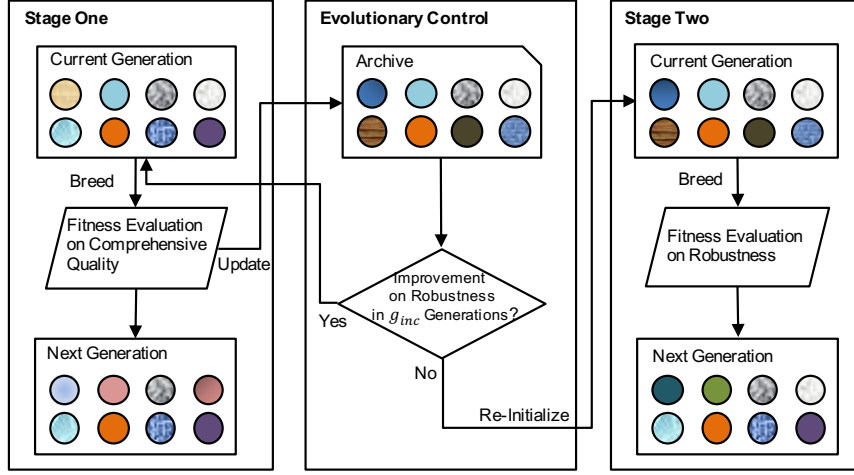 Stage One
Current Generation
Breed
Fitness Evaluation
on Comprehensive
Quality
Update
Next Generation
Evolutionary Control
Archive
Improvement
on Robustness
in g_inc Generations?
Yes
No
Re-Initialize
Stage Two
Current Generation
Breed
Fitness Evaluation
on Robustness
Next Generation